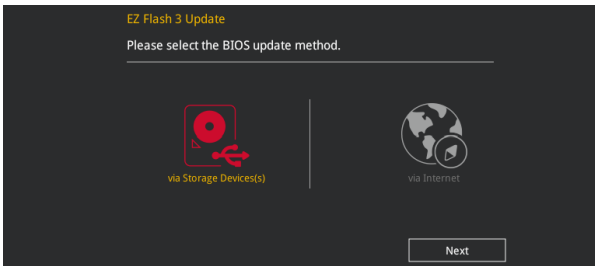 EZ Flash 3 Update
Please select the BIOS update method.
via Storage Devices(s)
via Internet
Next